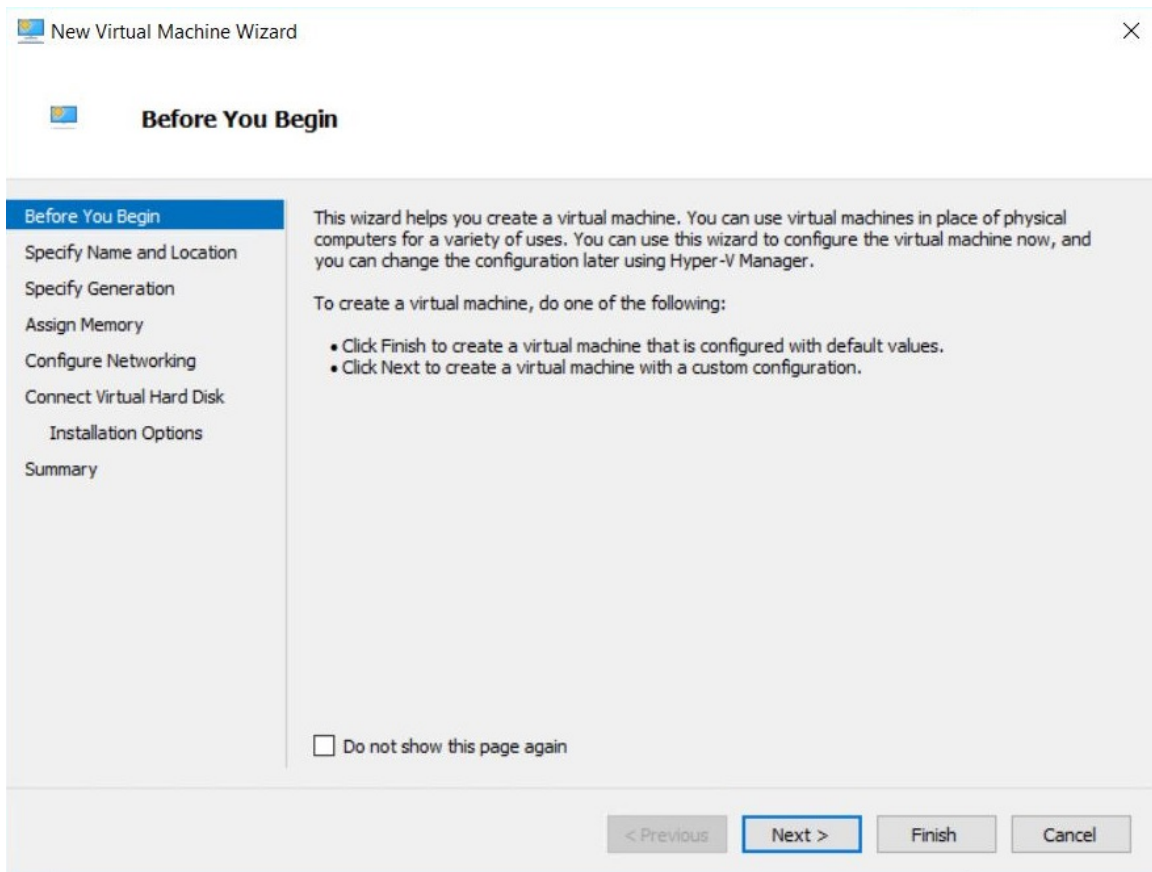 New Virtual Machine Wizard
Before You Begin
Before You Begin
Specify Name and Location
Specify Generation
Assign Memory
Configure Networking
Connect Virtual Hard Disk
Installation Options
Summary
This wizard helps you create a virtual machine. You can use virtual machines in place of physical
computers for a variety of uses. You can use this wizard to configure the virtual machine now, and
you can change the configuration later using Hyper-V Manager.
To create a virtual machine, do one of the following:
• Click Finish to create a virtual machine that is configured with default values.
• Click Next to create a virtual machine with a custom configuration.
Do not show this page again
< Previous
Next >
Finish
Cancel